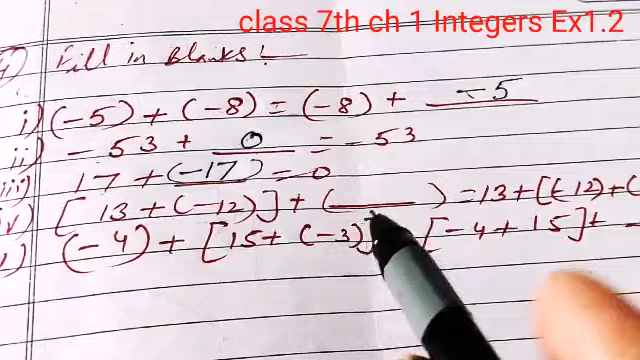 class 7th ch 1 Integers Ex1.2
Fill in Blanks :-
i) (-5) + (-8) = (-8) + -5
ii) - 53 + 0 = - 53
iii) 17 + (-17) = 0
iv) [13 + (-12)] + (____) = 13 + [(-12) + (
v) (-4) + [15 + (-3)] [-4 + 15] +